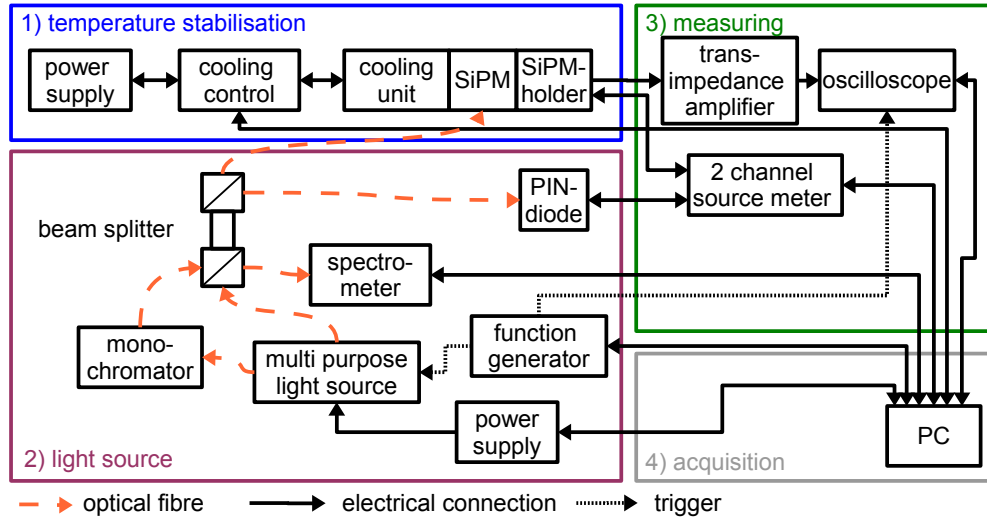 1) temperature stabilisation
power
supply
cooling
control
cooling
unit
SiPM
SiPM-
holder
3) measuring
trans-
impedance
amplifier
oscilloscope
2 channel
source meter
PIN-
diode
beam splitter
spectro-
meter
mono-
chromator
multi purpose
light source
function
generator
power
supply
2) light source
PC
4) acquisition
optical fibre
electrical connection
trigger